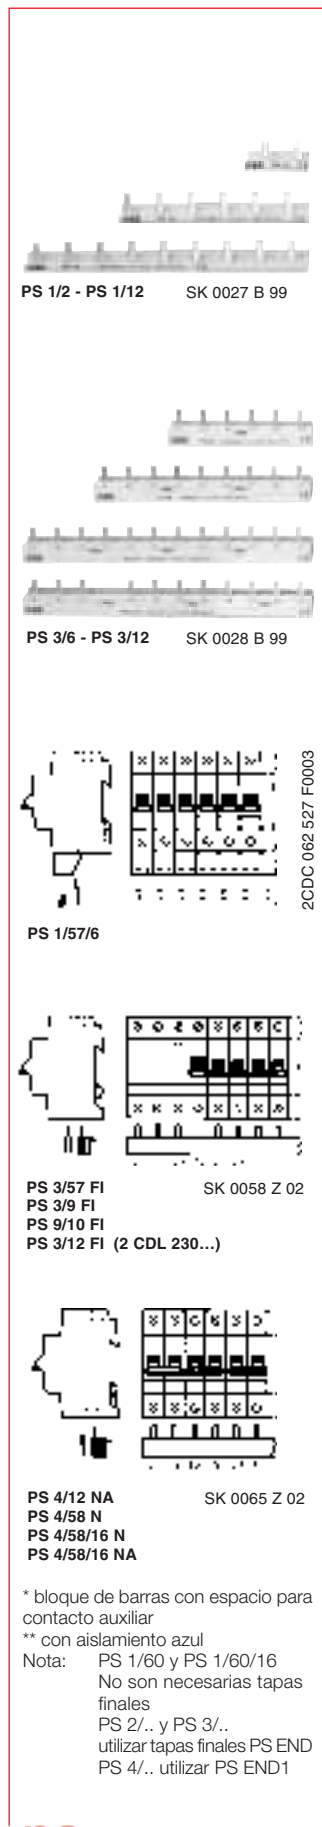 PS 1/2 - PS 1/12 SK 0027 B 99
PS 3/6 - PS 3/12 SK 0028 B 99
2CDC 062 527 F0003
PS 1/57/6
PS 3/57 FI SK 0058 Z 02
PS 3/9 FI
PS 9/10 FI
PS 3/12 FI (2 CDL 230...)
PS 4/12 NA SK 0065 Z 02
PS 4/58 N
PS 4/58/16 N
PS 4/58/16 NA
* bloque de barras con espacio para
contacto auxiliar
** con aislamiento azul
Nota: PS 1/60 y PS 1/60/16
No son necesarias tapas
finales
PS 2/.. y PS 3/..
utilizar tapas finales PS END
PS 4/.. utilizar PS END1